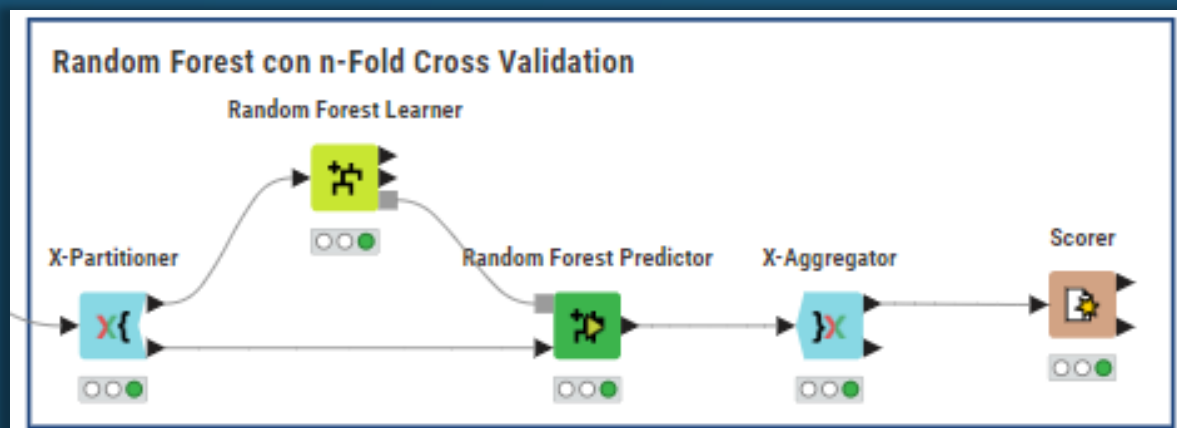 Random Forest con n-Fold Cross Validation
Random Forest Learner
X-Partitioner
Random Forest Predictor
X-Aggregator
Scorer
X{
}X